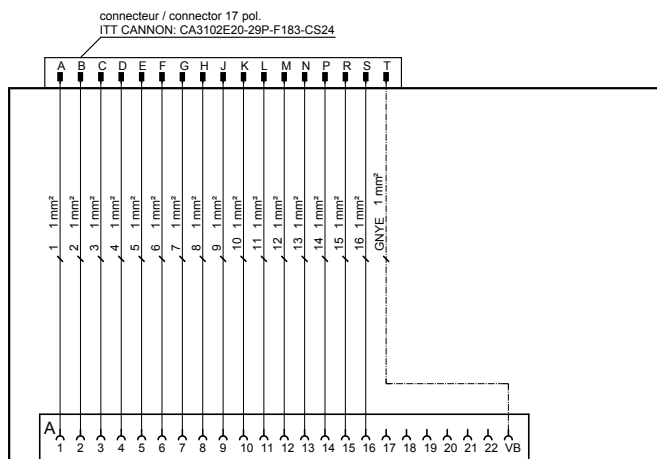 connecteur / connector 17 pol.
ITT CANNON: CA3102E20-29P-F183-CS24
A B C D E F G H J K L M N P R S T
1 1 mm²
2 1 mm²
3 1 mm²
4 1 mm²
5 1 mm²
6 1 mm²
7 1 mm²
8 1 mm²
9 1 mm²
10 1 mm²
11 1 mm²
12 1 mm²
13 1 mm²
14 1 mm²
15 1 mm²
16 1 mm²
GNYE 1 mm²
A
1 2 3 4 5 6 7 8 9 10 11 12 13 14 15 16 17 18 19 20 21 22 VB